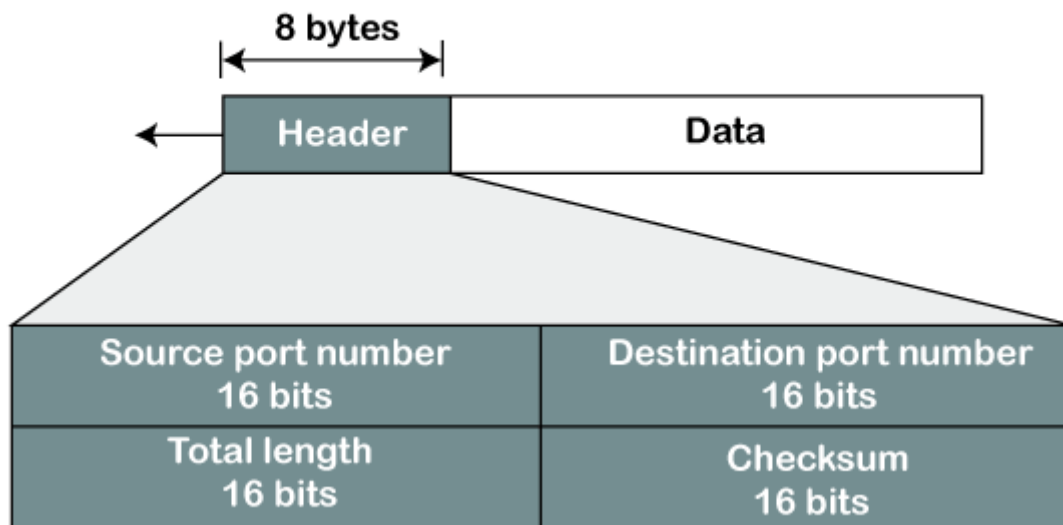 8 bytes
Header
Data
Source port number
16 bits
Destination port number
16 bits
Total length
16 bits
Checksum
16 bits